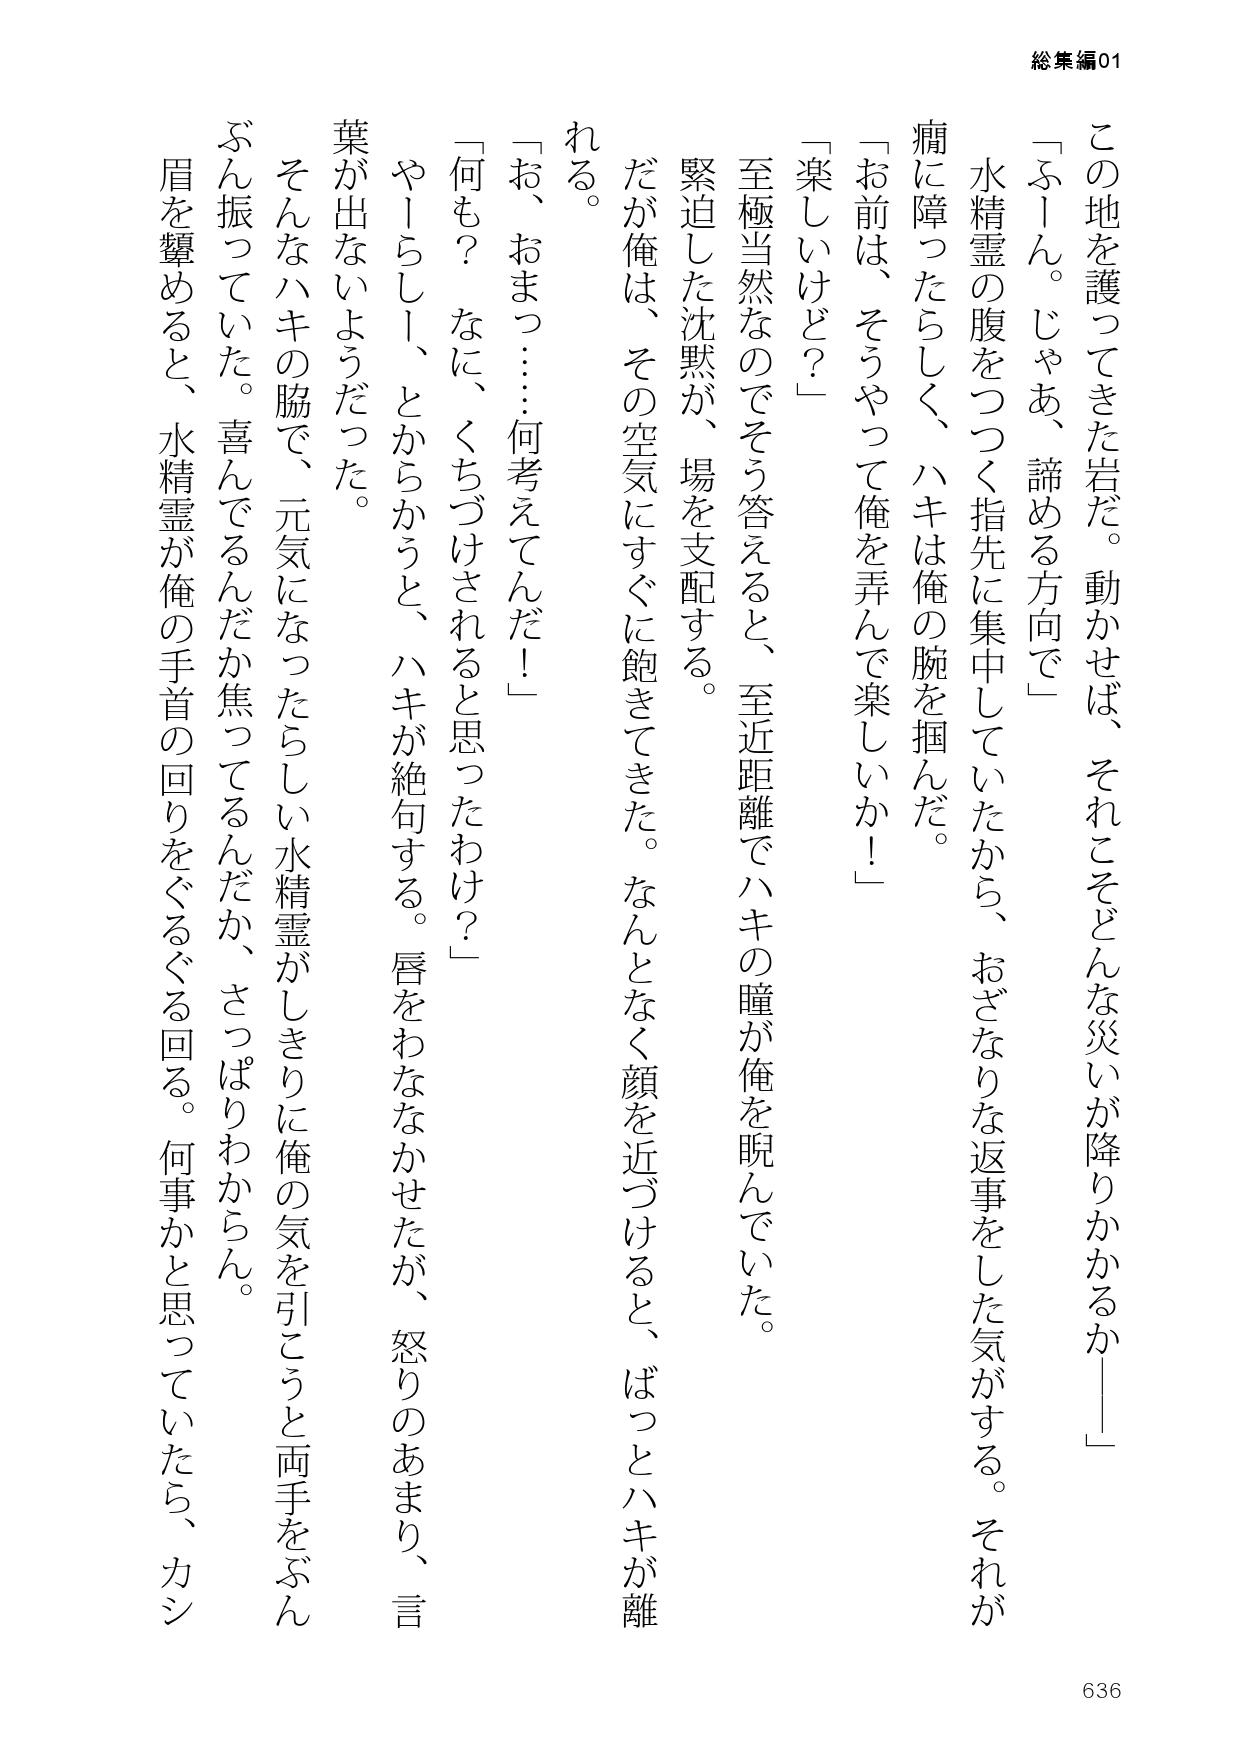 総集編01
この地を護ってきた岩だ。動かせば、それこそどんな災いが降りかかるか――」
「ふーん。じゃあ、諦める方向で」
　水精霊の腹をつつく指先に集中していたから、おざなりな返事をした気がする。それが
癇に障ったらしく、ハキは俺の腕を掴んだ。
「お前は、そうやって俺を弄んで楽しいか！」
「楽しいけど？」
　至極当然なのでそう答えると、至近距離でハキの瞳が俺を睨んでいた。
　緊迫した沈黙が、場を支配する。
　だが俺は、その空気にすぐに飽きてきた。なんとなく顔を近づけると、ばっとハキが離
れる。
「お、おまっ……何考えてんだ！」
「何も？　なに、くちづけされると思ったわけ？」
　やーらしー、とからかうと、ハキが絶句する。唇をわななかせたが、怒りのあまり、言
葉が出ないようだった。
　そんなハキの脇で、元気になったらしい水精霊がしきりに俺の気を引こうと両手をぶん
ぶん振っていた。喜んでるんだか焦ってるんだか、さっぱりわからん。
　眉を顰めると、水精霊が俺の手首の回りをぐるぐる回る。何事かと思っていたら、カシ
636